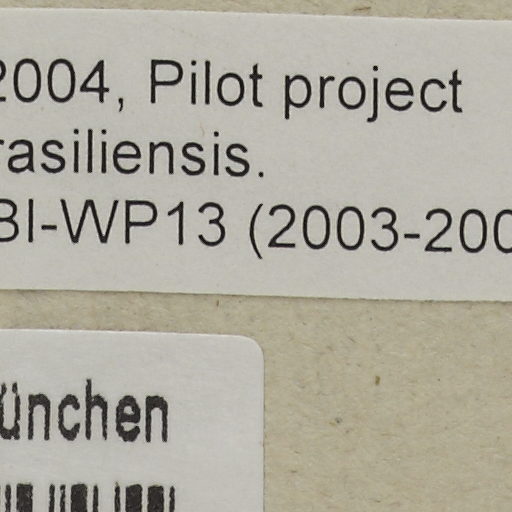 2004, Pilot project
rasiliensis.
BI-WP13 (2003-200
ünchen